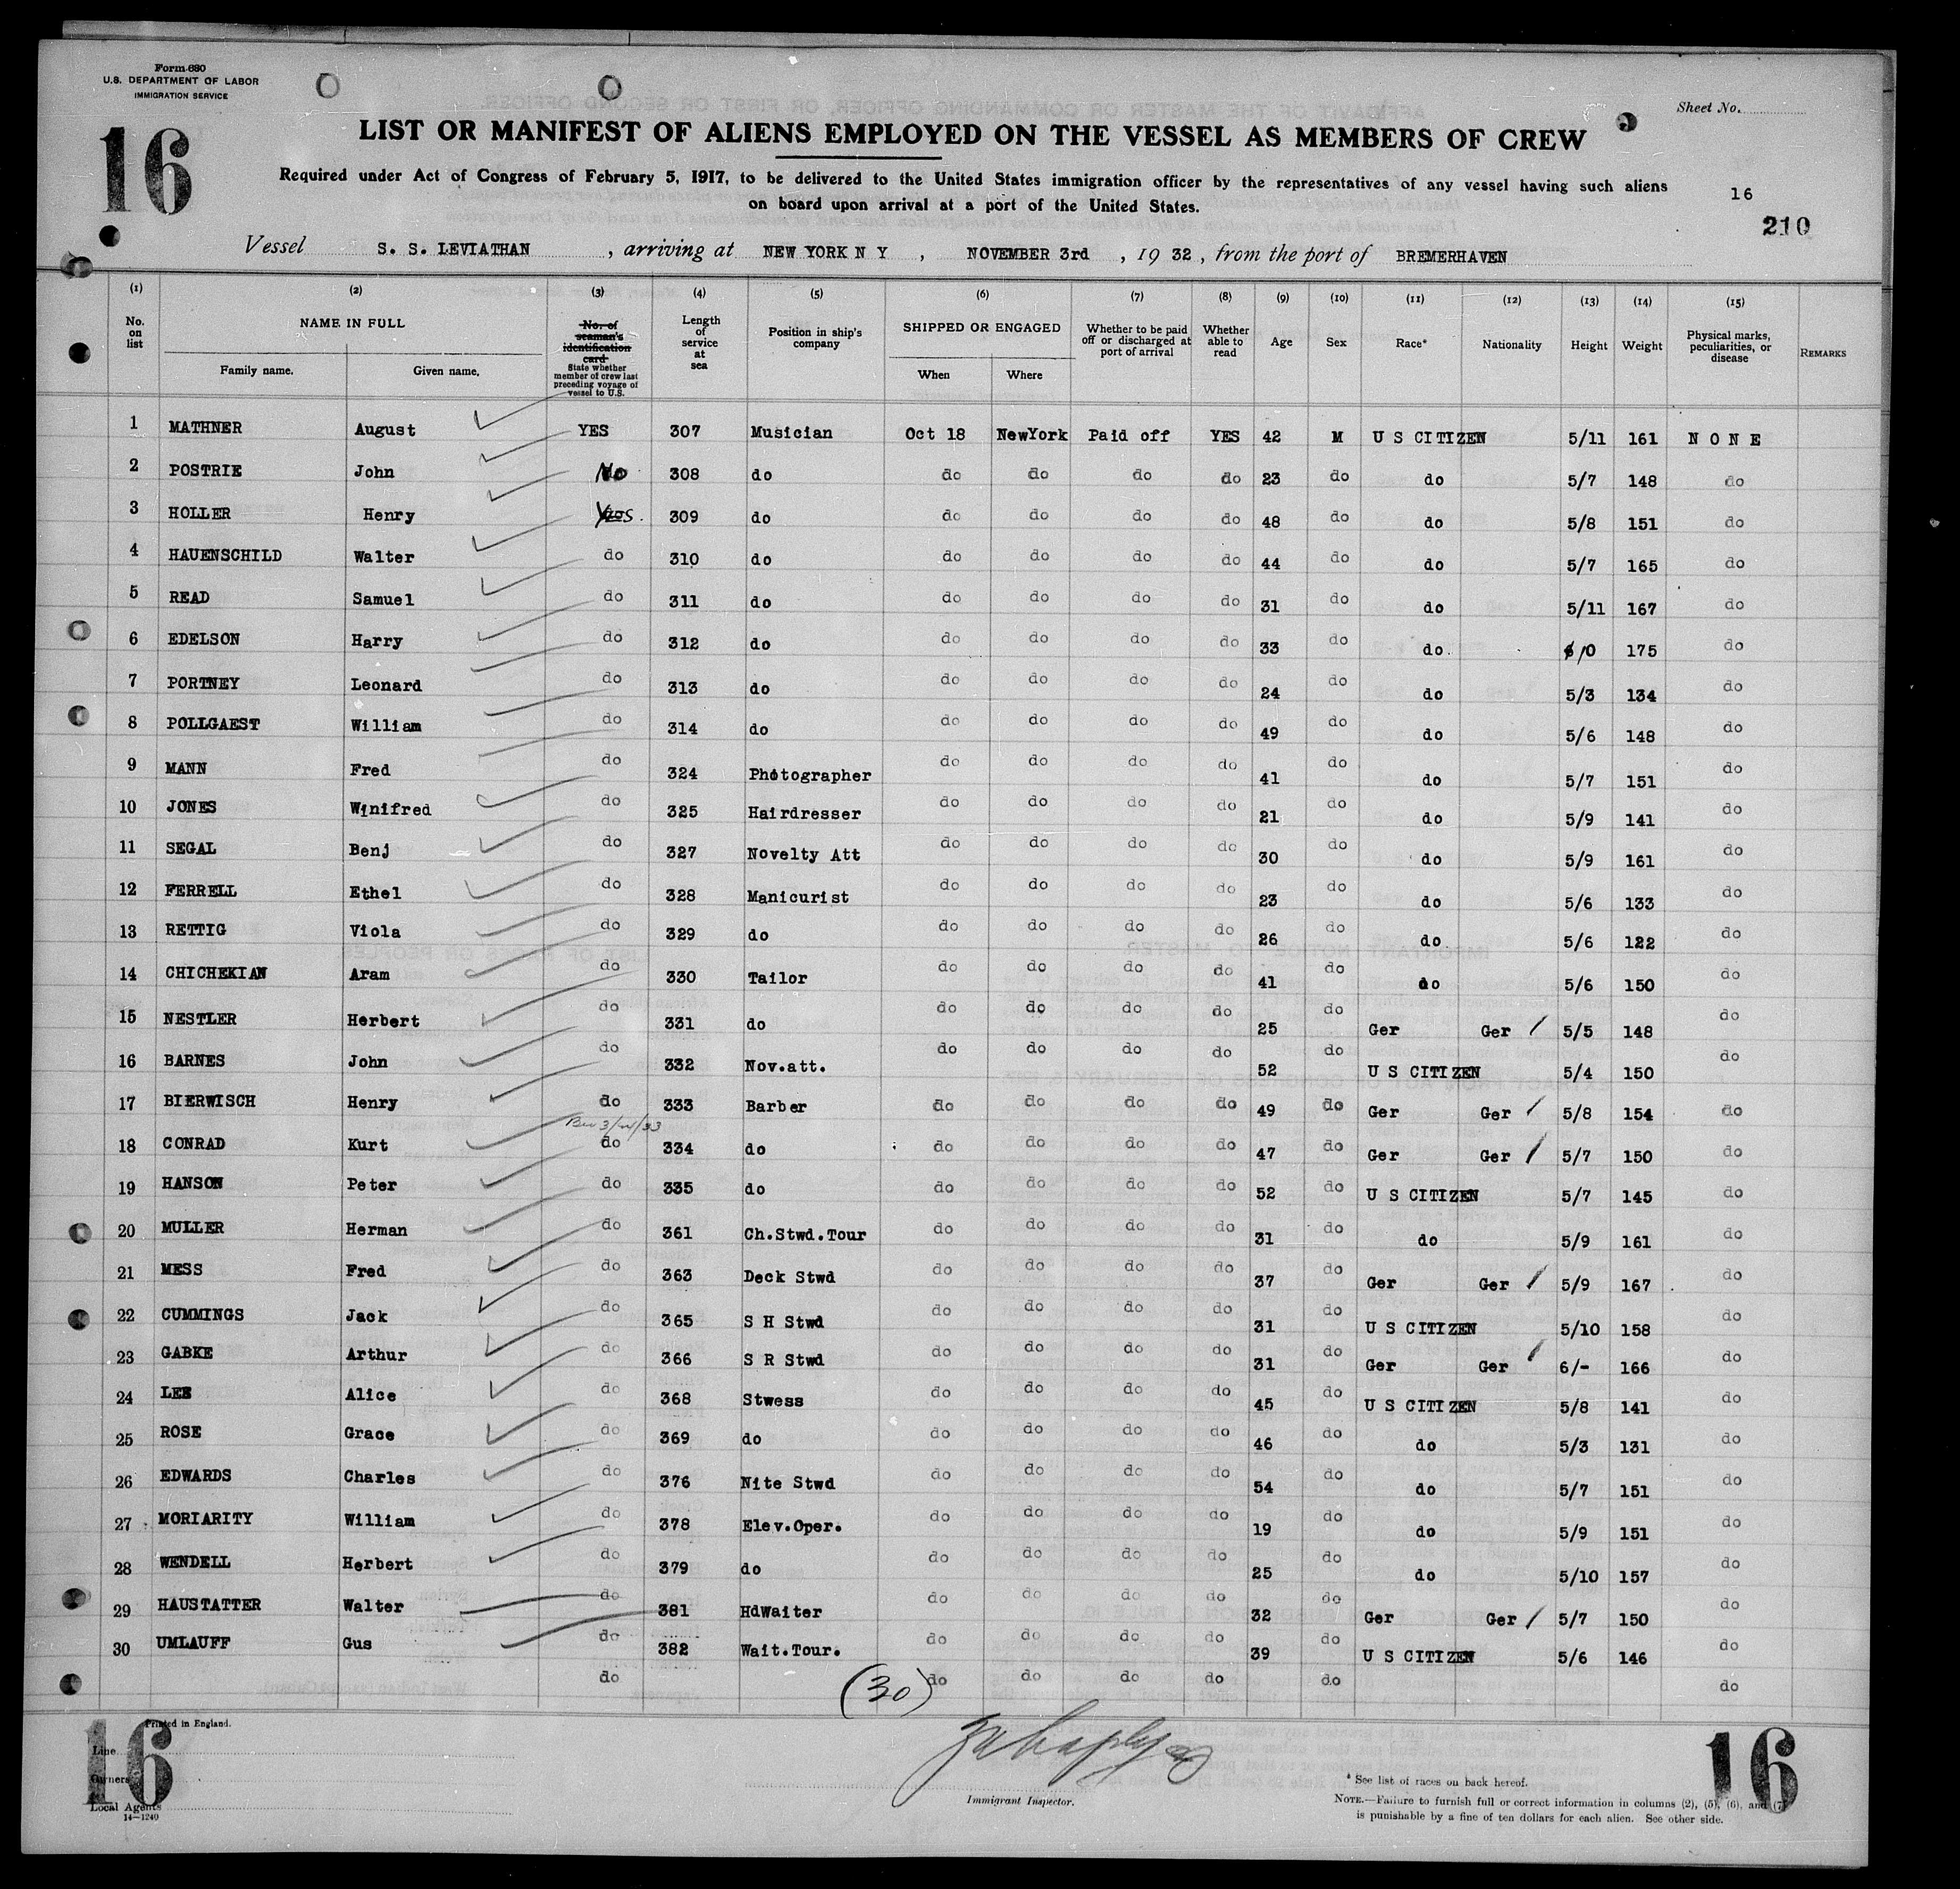 Form 680
U.S. DEPARTMENT OF LABOR
IMMIGRATION SERVICE
Sheet No.
16
LIST OR MANIFEST OF ALIENS EMPLOYED ON THE VESSEL AS MEMBERS OF CREW
Required under Act of Congress of February 5, 1917, to be delivered to the United States immigration officer by the representatives of any vessel having such aliens
on board upon arrival at a port of the United States.
16
210
Vessel S. S. LEVIATHAN , arriving at NEW YORK N Y , NOVEMBER 3rd , 19 32 , from the port of BREMERHAVEN
(1) (2) (3) (4) (5) (6) (7) (8) (9) (10) (11) (12) (13) (14) (15)
No. on list NAME IN FULL Family name. Given name. No. of seaman's identification card State whether member of crew last preceding voyage of vessel to U.S. Length of service at sea Position in ship's company SHIPPED OR ENGAGED When Where Whether to be paid off or discharged at port of arrival Whether able to read Age Sex Race* Nationality Height Weight Physical marks, peculiarities, or disease REMARKS
1 MATHNER August YES 307 Musician Oct 18 NewYork Paid off YES 42 M U S CITIZEN 5/11 161 N O N E
2 POSTRIE John No 308 do do do do do 23 do do 5/7 148 do
3 HOLLER Henry Yes. 309 do do do do do 48 do do 5/8 151 do
4 HAUENSCHILD Walter do 310 do do do do do 44 do do 5/7 165 do
5 READ Samuel do 311 do do do do do 31 do do 5/11 167 do
6 EDELSON Harry do 312 do do do do do 33 do do. 6/0 175 do
7 PORTNEY Leonard do 313 do do do do do 24 do do 5/3 134 do
8 POLLGAEST William do 314 do do do do do 49 do do 5/6 148 do
9 MANN Fred do 324 Photographer do do do do 41 do do 5/7 151 do
10 JONES Winifred do 325 Hairdresser do do do do 21 do do 5/9 141 do
11 SEGAL Benj do 327 Novelty Att do do do do 30 do do 5/9 161 do
12 FERRELL Ethel do 328 Manicurist do do do do 23 do do 5/6 133 do
13 RETTIG Viola do 329 do do do do do 26 do do 5/6 122 do
14 CHICHEKIAN Aram do 330 Tailor do do do do 41 do do 5/6 150 do
15 NESTLER Herbert do 331 do do do do do 25 do Ger Ger 5/5 148 do
16 BARNES John do 332 Nov.att. do do do do 52 do U S CITIZEN 5/4 150 do
17 BIERWISCH Henry do 333 Barber do do do do 49 do Ger Ger 5/8 154 do
18 CONRAD Kurt do 334 do do do do do 47 do Ger Ger 5/7 150 do
19 HANSON Peter do 335 do do do do do 52 do U S CITIZEN 5/7 145 do
20 MULLER Herman do 361 Ch.Stwd.Tour do do do do 31 do do 5/9 161 do
21 MESS Fred do 363 Deck Stwd do do do do 37 do Ger Ger 5/9 167 do
22 CUMMINGS Jack do 365 S H Stwd do do do do 31 do U S CITIZEN 5/10 158 do
23 GABKE Arthur do 366 S R Stwd do do do do 31 do Ger Ger 6/- 166 do
24 LEE Alice do 368 Stwess do do do do 45 do U S CITIZEN 5/8 141 do
25 ROSE Grace do 369 do do do do do 46 do do 5/3 131 do
26 EDWARDS Charles do 376 Nite Stwd do do do do 54 do do 5/7 151 do
27 MORIARITY William do 378 Elev.Oper. do do do do 19 do do 5/9 151 do
28 WENDELL Herbert do 379 do do do do do 25 do do 5/10 157 do
29 HAUSTATTER Walter do 381 HdWaiter do do do do 32 do Ger Ger 5/7 150 do
30 UMLAUFF Gus do 382 Wait.Tour. do do do do 39 do U S CITIZEN 5/6 146 do
do (30) do do do do do do
16
Printed in England.
Line
Owners
Local Agents
14—1240
Immigrant Inspector.
16
* See list of races on back hereof.
NOTE.—Failure to furnish full or correct information in columns (2), (5), (6), and (7)
is punishable by a fine of ten dollars for each alien. See other side.